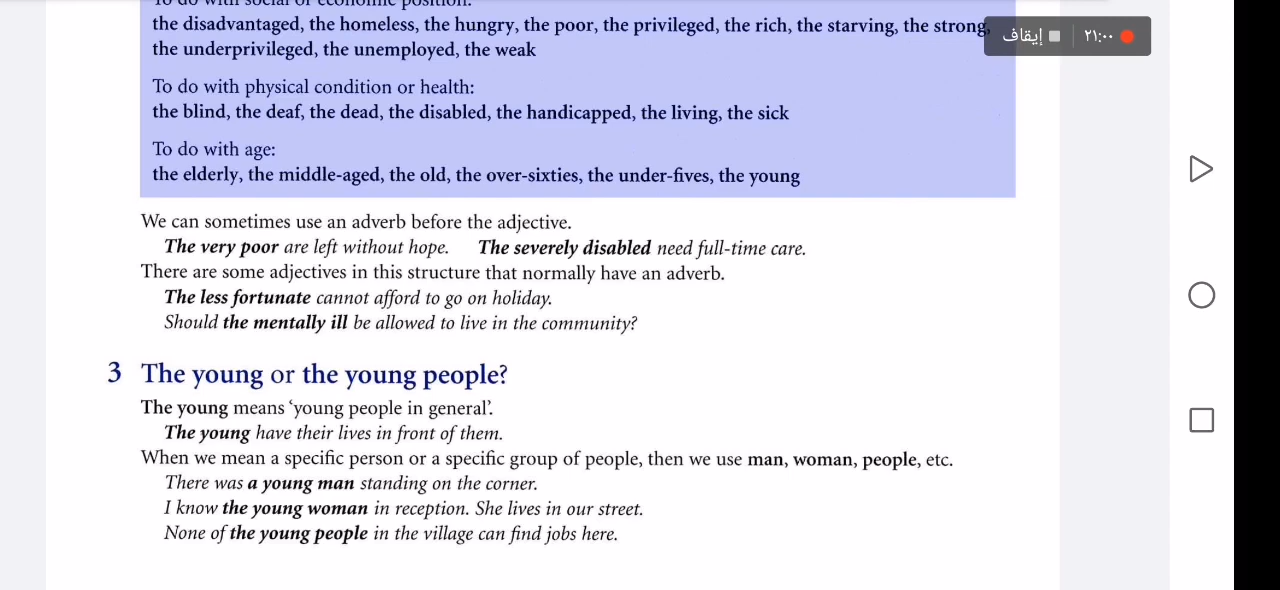 To do with social or economic position:
the disadvantaged, the homeless, the hungry, the poor, the privileged, the rich, the starving, the strong,
the underprivileged, the unemployed, the weak
إيقاف ٢١:٠٠
To do with physical condition or health:
the blind, the deaf, the dead, the disabled, the handicapped, the living, the sick
To do with age:
the elderly, the middle-aged, the old, the over-sixties, the under-fives, the young
We can sometimes use an adverb before the adjective.
The very poor are left without hope. The severely disabled need full-time care.
There are some adjectives in this structure that normally have an adverb.
The less fortunate cannot afford to go on holiday.
Should the mentally ill be allowed to live in the community?
3 The young or the young people?
The young means ‘young people in general’.
The young have their lives in front of them.
When we mean a specific person or a specific group of people, then we use man, woman, people, etc.
There was a young man standing on the corner.
I know the young woman in reception. She lives in our street.
None of the young people in the village can find jobs here.